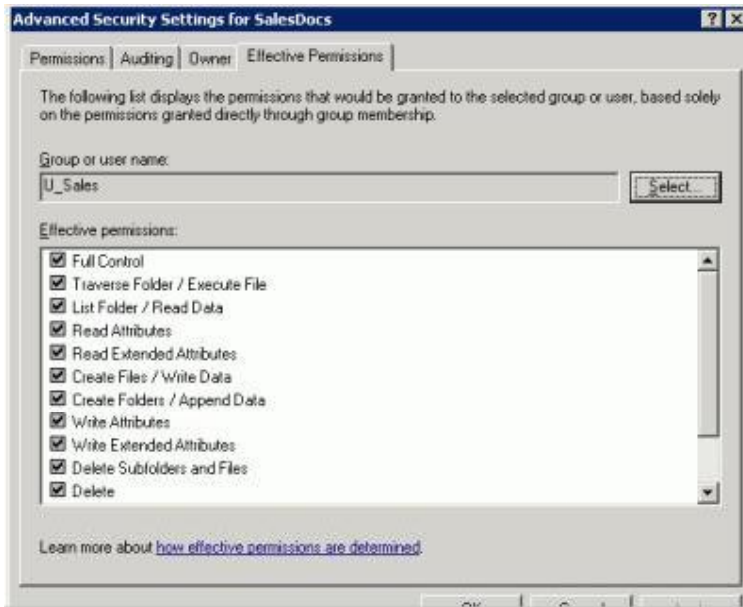 Advanced Security Settings for SalesDocs
Permissions Auditing Owner Effective Permissions
The following list displays the permissions that would be granted to the selected group or user, based solely
on the permissions granted directly through group membership.
Group or user name:
U_Sales
Select...
Effective permissions:
Full Control
Traverse Folder / Execute File
List Folder / Read Data
Read Attributes
Read Extended Attributes
Create Files / Write Data
Create Folders / Append Data
Write Attributes
Write Extended Attributes
Delete Subfolders and Files
Delete
Learn more about how effective permissions are determined.